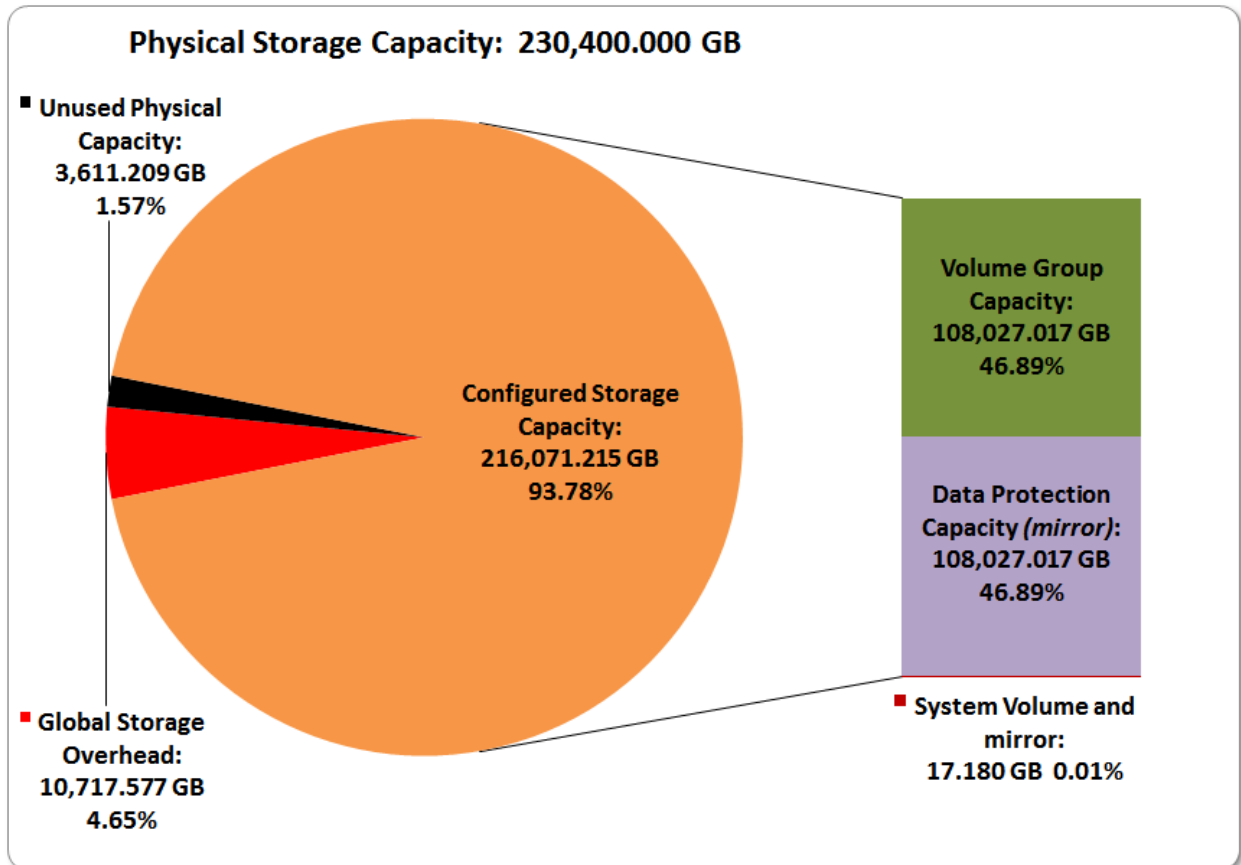 Physical Storage Capacity: 230,400.000 GB
Unused Physical
Capacity:
3,611.209 GB
1.57%
Configured Storage
Capacity:
216,071.215 GB
93.78%
Global Storage
Overhead:
10,717.577 GB
4.65%
Volume Group
Capacity:
108,027.017 GB
46.89%
Data Protection
Capacity (mirror):
108,027.017 GB
46.89%
System Volume and
mirror:
17.180 GB 0.01%